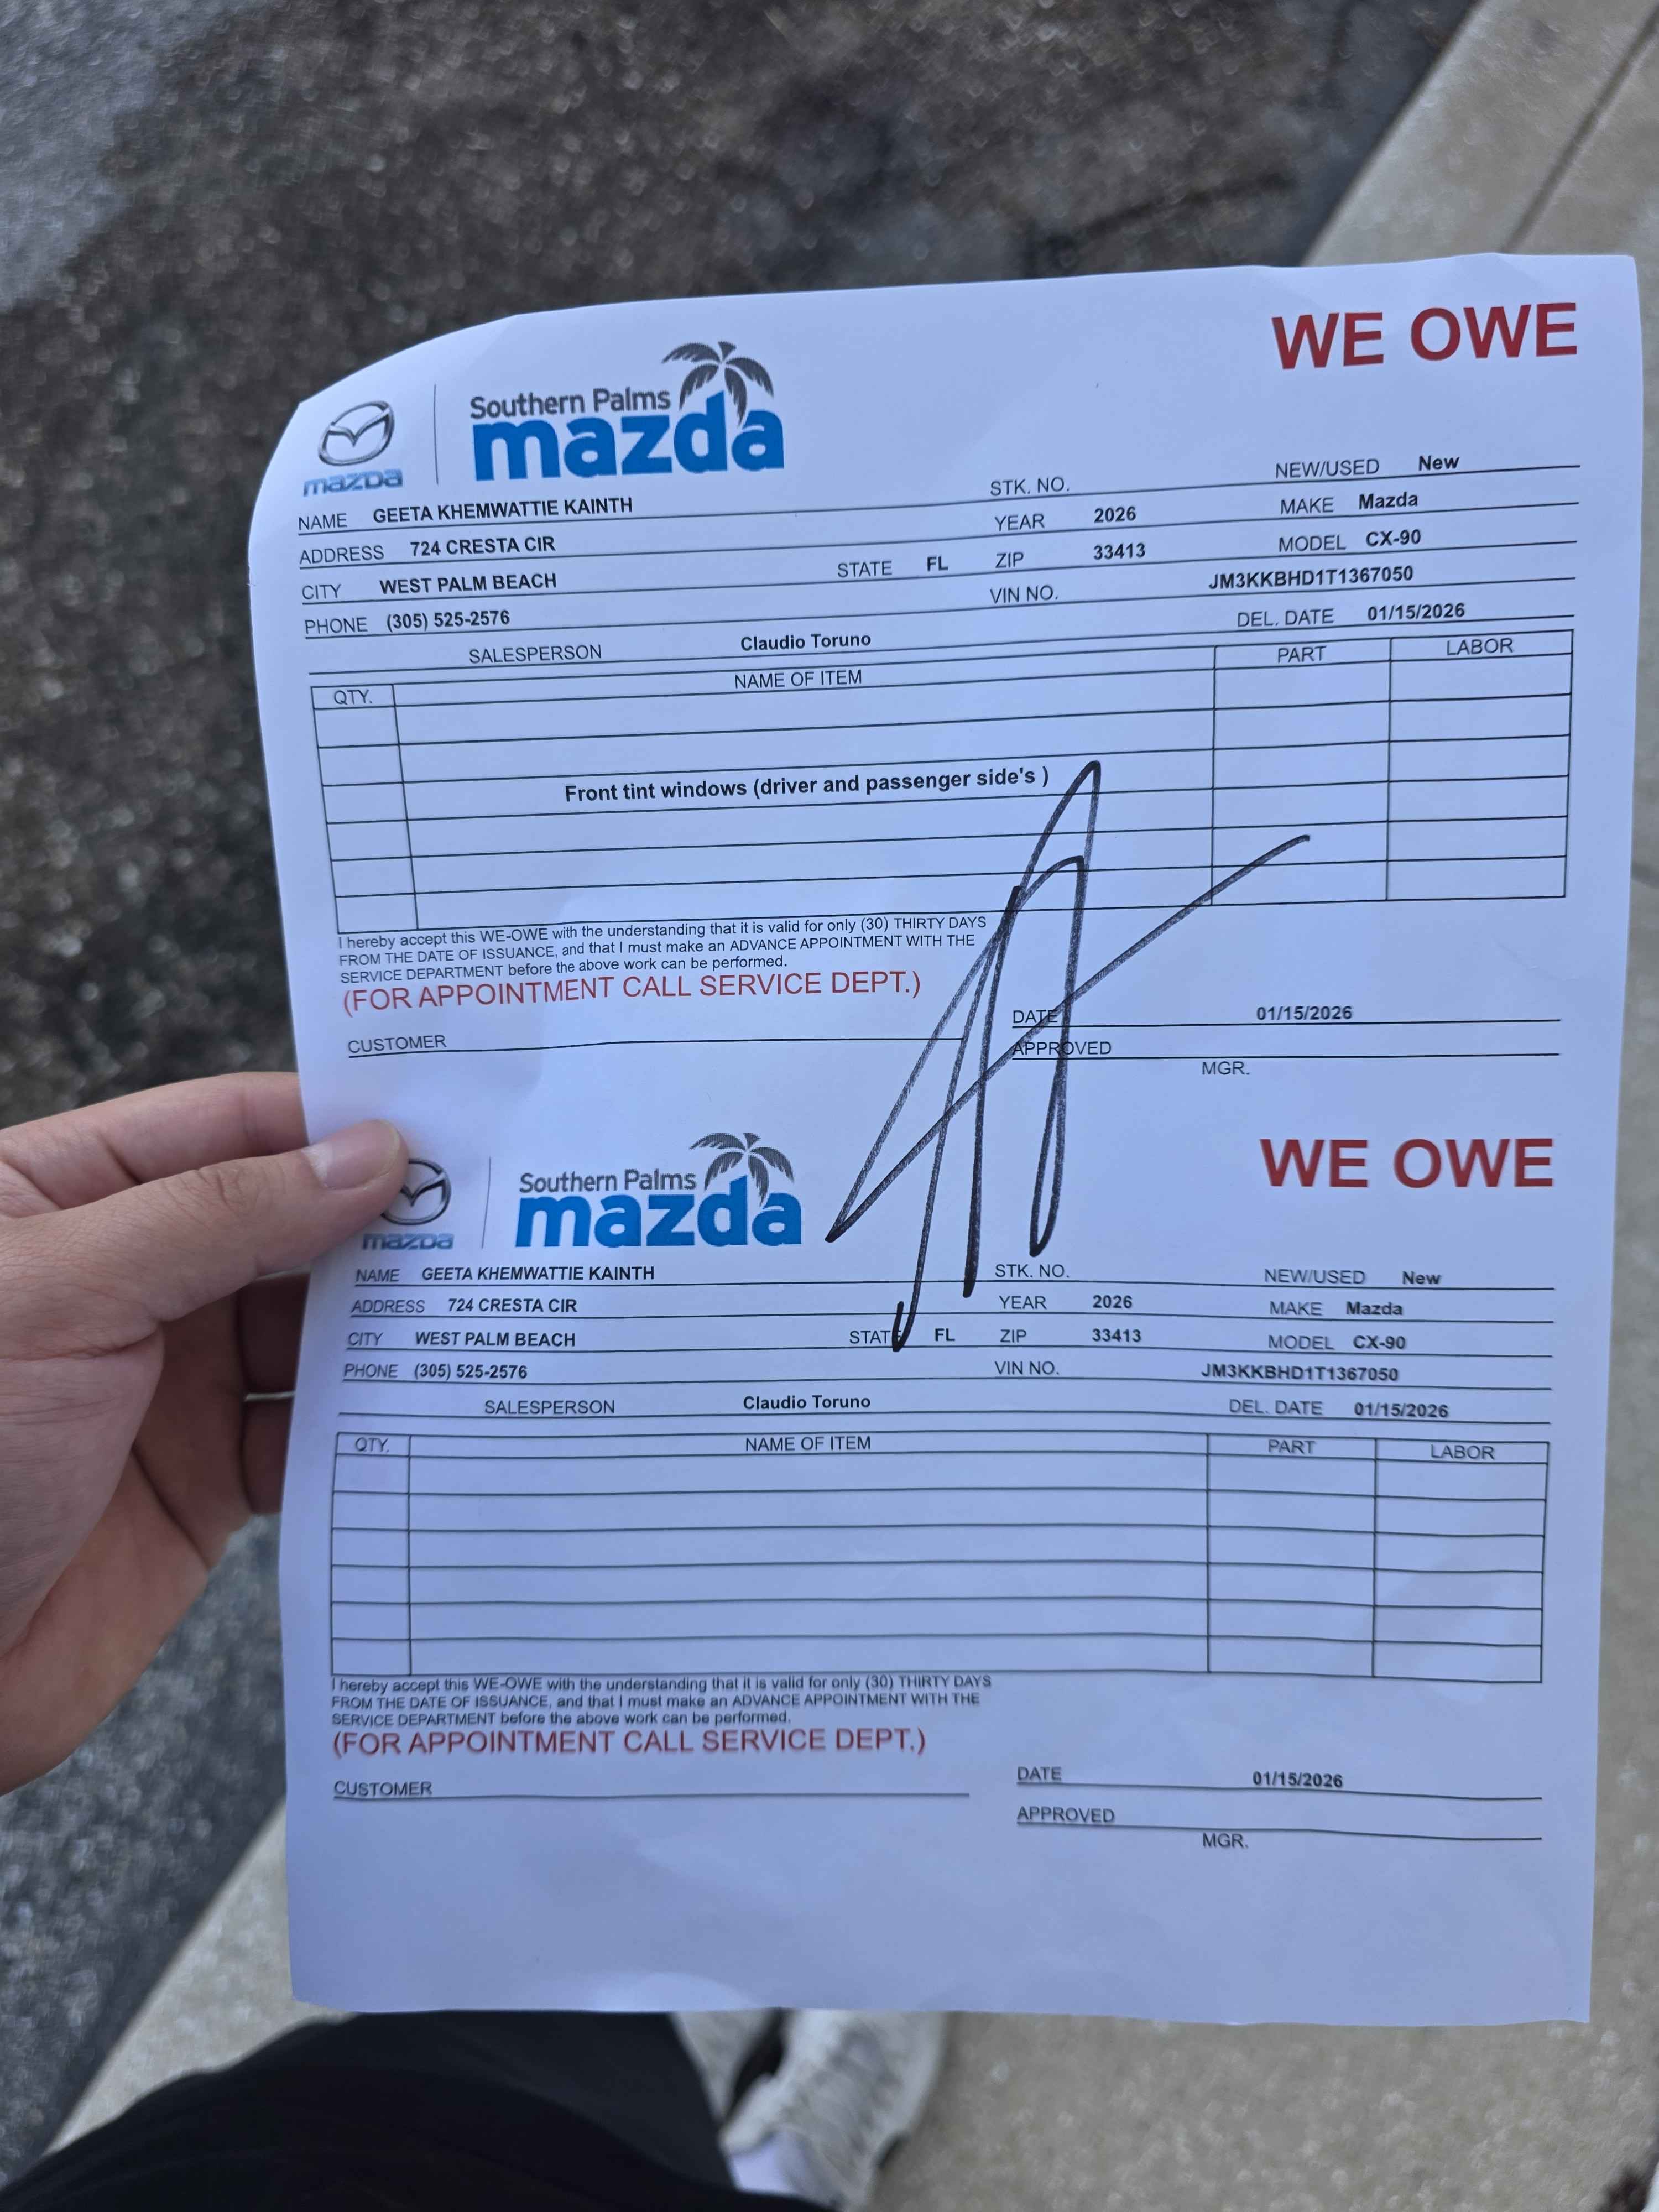 WE OWE
Southern Palms
mazda
mazda
NAME GEETA KHEMWATTIE KAINTH STK. NO. NEW/USED New
ADDRESS 724 CRESTA CIR YEAR 2026 MAKE Mazda
CITY WEST PALM BEACH STATE FL ZIP 33413 MODEL CX-90
PHONE (305) 525-2576 VIN NO. JM3KKBHD1T1367050
SALESPERSON Claudio Toruno DEL. DATE 01/15/2026
QTY. NAME OF ITEM PART LABOR
Front tint windows (driver and passenger side's )
I hereby accept this WE-OWE with the understanding that it is valid for only (30) THIRTY DAYS
FROM THE DATE OF ISSUANCE, and that I must make an ADVANCE APPOINTMENT WITH THE
SERVICE DEPARTMENT before the above work can be performed.
(FOR APPOINTMENT CALL SERVICE DEPT.)
DATE 01/15/2026
CUSTOMER APPROVED
MGR.
WE OWE
Southern Palms
mazda
mazda
NAME GEETA KHEMWATTIE KAINTH STK. NO. NEW/USED New
ADDRESS 724 CRESTA CIR YEAR 2026 MAKE Mazda
CITY WEST PALM BEACH STATE FL ZIP 33413 MODEL CX-90
PHONE (305) 525-2576 VIN NO. JM3KKBHD1T1367050
SALESPERSON Claudio Toruno DEL. DATE 01/15/2026
QTY. NAME OF ITEM PART LABOR
I hereby accept this WE-OWE with the understanding that it is valid for only (30) THIRTY DAYS
FROM THE DATE OF ISSUANCE, and that I must make an ADVANCE APPOINTMENT WITH THE
SERVICE DEPARTMENT before the above work can be performed.
(FOR APPOINTMENT CALL SERVICE DEPT.)
DATE 01/15/2026
CUSTOMER APPROVED
MGR.